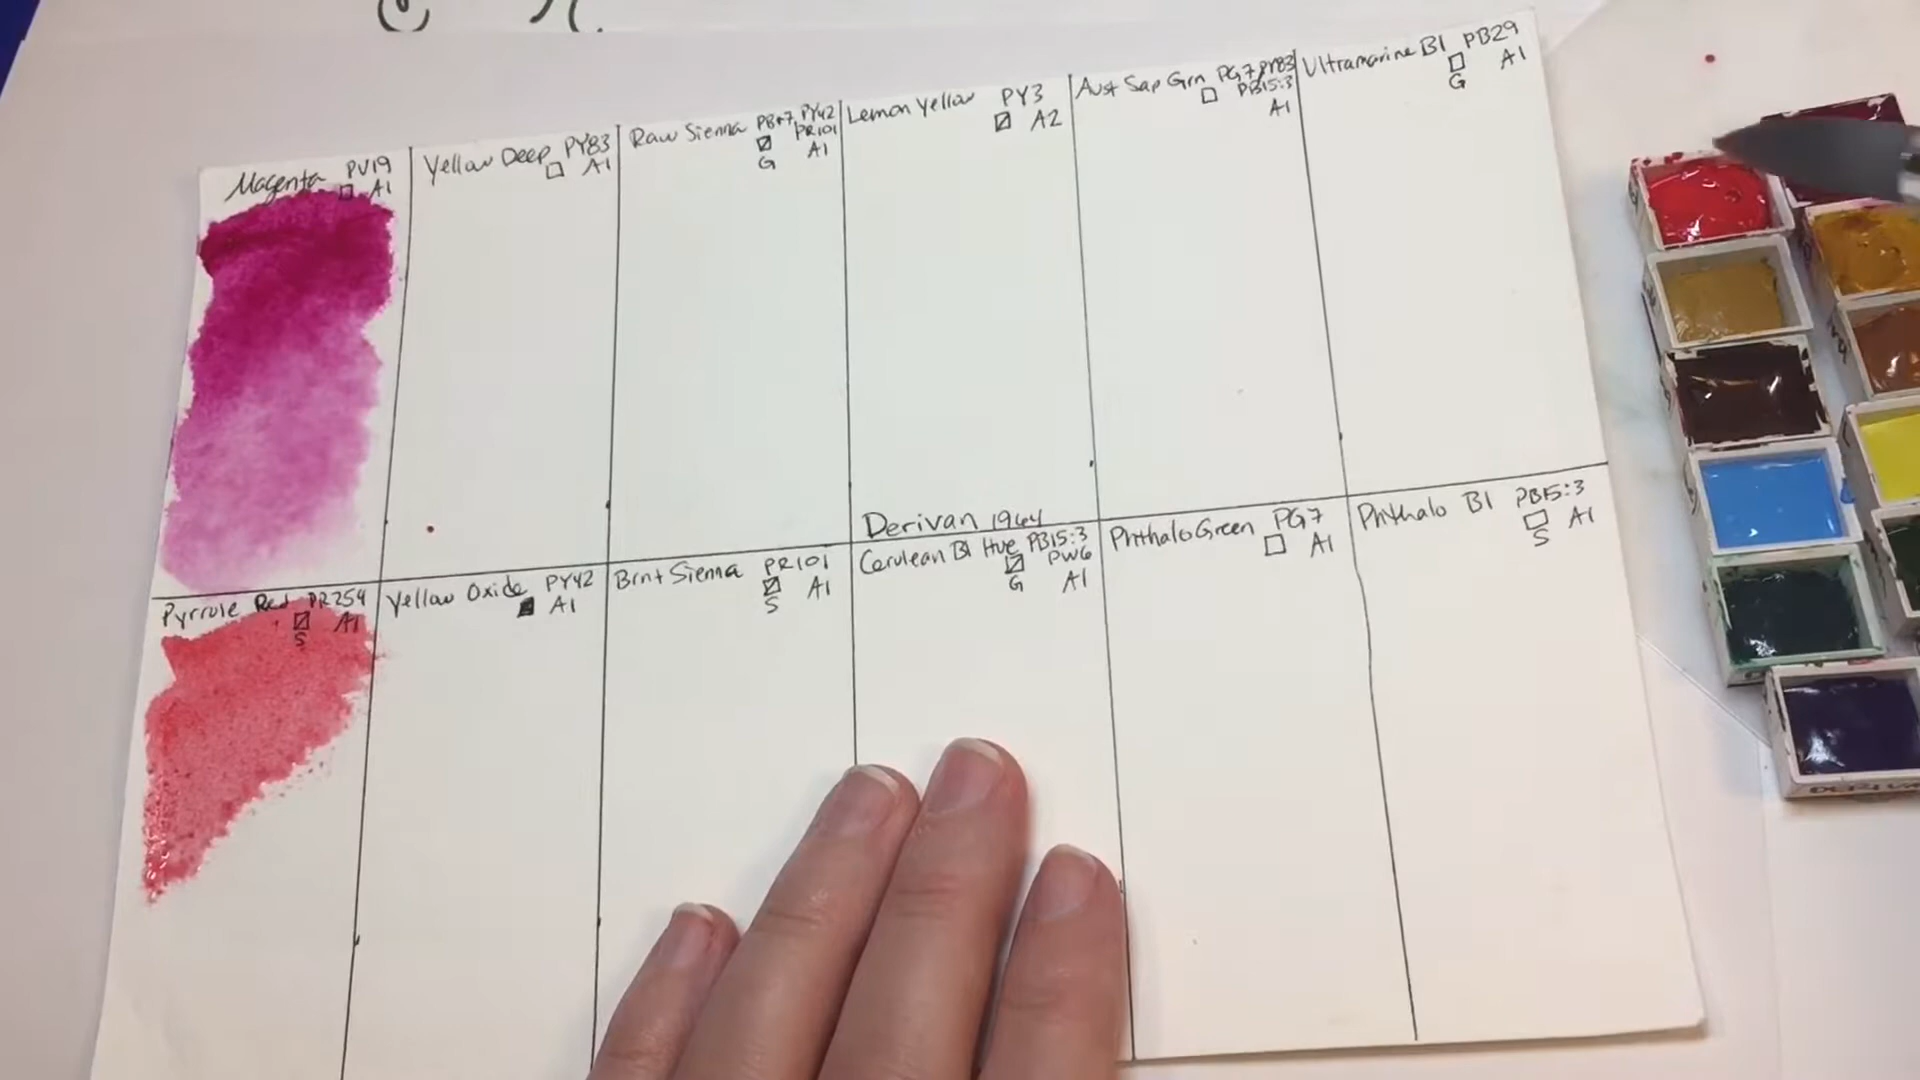 Magenta PV19
A1
Yellow Deep PY83
A1
Raw Sienna PBr7, PY42
PR101
G A1
Lemon Yellow PY3
A2
Aust Sap Grn PG7, PY83
PB15:3
A1
Ultramarine Bl PB29
G A1
Derivan 1964
Pyrrole Red PR254
A1
S
Yellow Oxide PY42
A1
Brnt Sienna PR101
S A1
Cerulean Bl Hue PB15:3
PW6
G A1
Phthalo Green PG7
A1
Phthalo Bl PB15:3
S A1